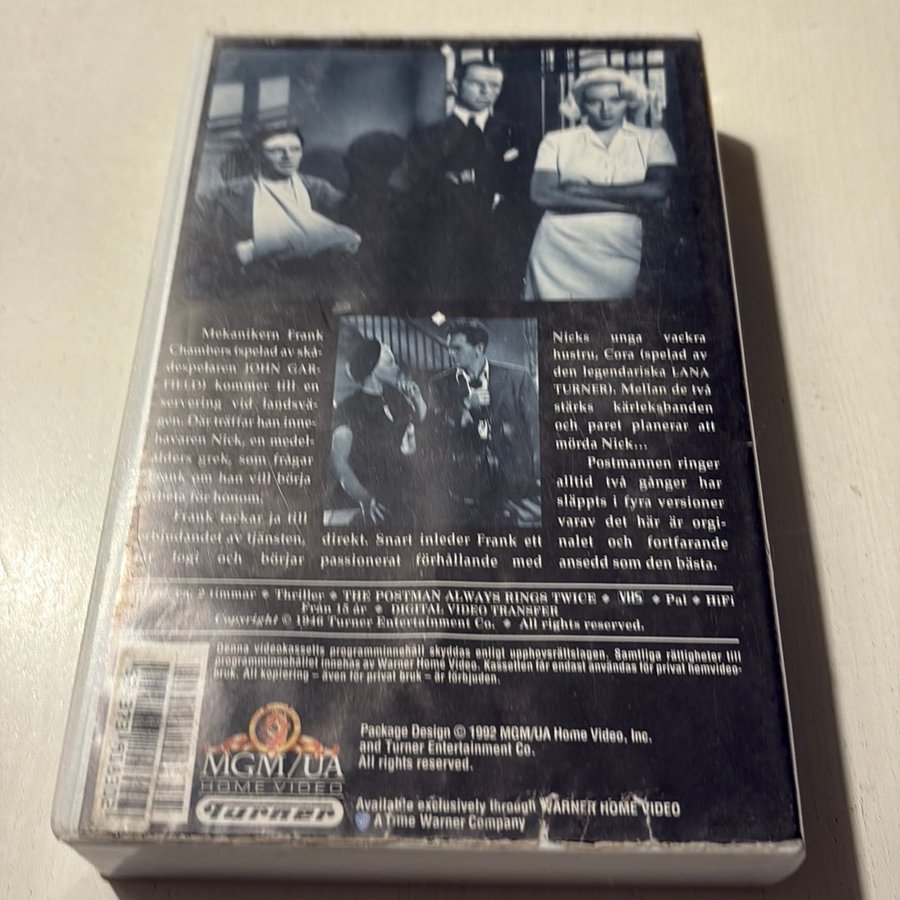 Mekanikern Frank
Chambers (spelad av skå-
despelaren JOHN GAR-
FIELD) kommer till en
servering vid landsvä-
gen. Där träffar han inne-
havaren Nick, en medel-
ålders grek, som frågar
Frank om han vill börja
arbeta för honom.
Frank tackar ja till
erbjudandet av tjänsten,
togt och börjar
direkt. Snart inleder Frank ett
passionerat förhållande med
Nicks unga vackra
hustru, Cora (spelad av
den legendariska LANA
TURNER). Mellan de två
stärks kärleksbanden
och paret planerar att
mörda Nick...
Postmannen ringer
alltid två gånger har
släppts i fyra versioner
varav det här är orgi-
nalet och fortfarande
ansedd som den bästa.
2 timmar • Thriller • THE POSTMAN ALWAYS RINGS TWICE • VHS • Pal • HiFi
Från 15 år • DIGITAL VIDEO TRANSFER
Copyright © 1946 Turner Entertainment Co. • All rights reserved.
Denna videokassetts programinnehåll skyddas enligt upphovsrättslagen. Samtliga rättigheter till
programinnehållet innehas av Warner Home Video. Kassetten får endast användas för privat hemvideo-
bruk. All kopiering – även för privat bruk – är förbjuden.
MGM/UA
HOME VIDEO
Turner
Package Design © 1992 MGM/UA Home Video, Inc.
and Turner Entertainment Co.
All rights reserved.
Available exclusively through WARNER HOME VIDEO
A Time Warner Company